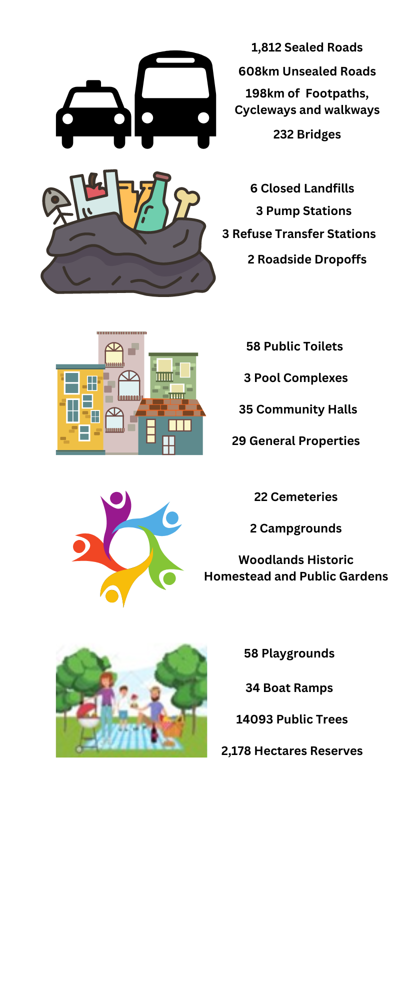 1,812 Sealed Roads
608km Unsealed Roads
198km of  Footpaths,
Cycleways and walkways
232 Bridges
6 Closed Landfills
3 Pump Stations
3 Refuse Transfer Stations
2 Roadside Dropoffs
58 Public Toilets
3 Pool Complexes
35 Community Halls
29 General Properties
22 Cemeteries
2 Campgrounds
Woodlands Historic
Homestead and Public Gardens
58 Playgrounds
34 Boat Ramps
14093 Public Trees
2,178 Hectares Reserves